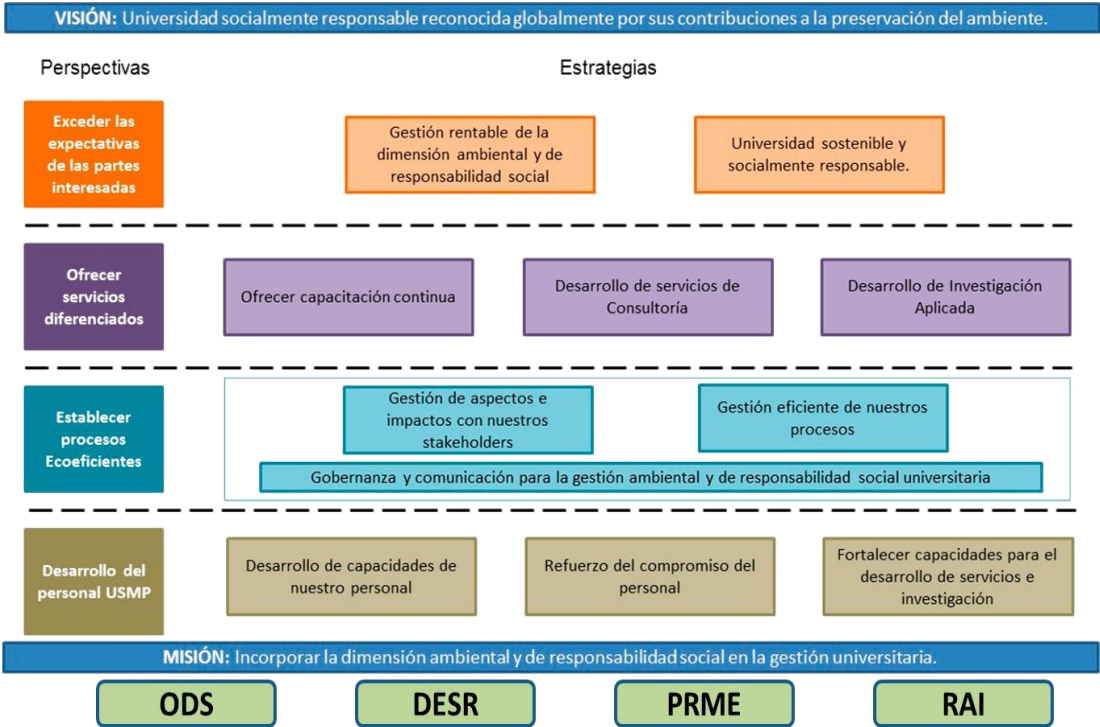 VISIÓN: Universidad socialmente responsable reconocida globalmente por sus contribuciones a la preservación del ambiente.
Perspectivas
Estrategias
Exceder las
expectativas
de las partes
interesadas
Gestión rentable de la
dimensión ambiental y de
responsabilidad social
Universidad sostenible y
socialmente responsable.
Ofrecer
servicios
diferenciados
Ofrecer capacitación continua
Desarrollo de servicios de
Consultoría
Desarrollo de Investigación
Aplicada
Establecer
procesos
Ecoeficientes
Gestión de aspectos e
impactos con nuestros
stakeholders
Gestión eficiente de nuestros
procesos
Gobernanza y comunicación para la gestión ambiental y de responsabilidad social universitaria
Desarrollo del
personal USMP
Desarrollo de capacidades de
nuestro personal
Refuerzo del compromiso del
personal
Fortalecer capacidades para el
desarrollo de servicios e
investigación
MISIÓN: Incorporar la dimensión ambiental y de responsabilidad social en la gestión universitaria.
ODS
DESR
PRME
RAI